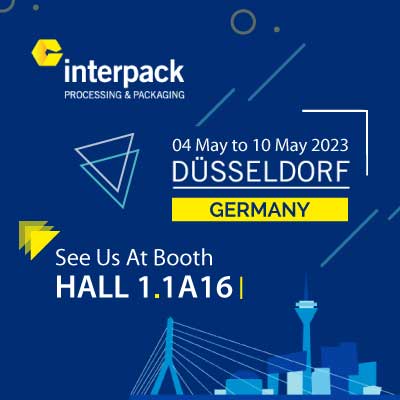 interpack
PROCESSING & PACKAGING
04 May to 10 May 2023
DÜSSELDORF
GERMANY
See Us At Booth
HALL 1.1A16